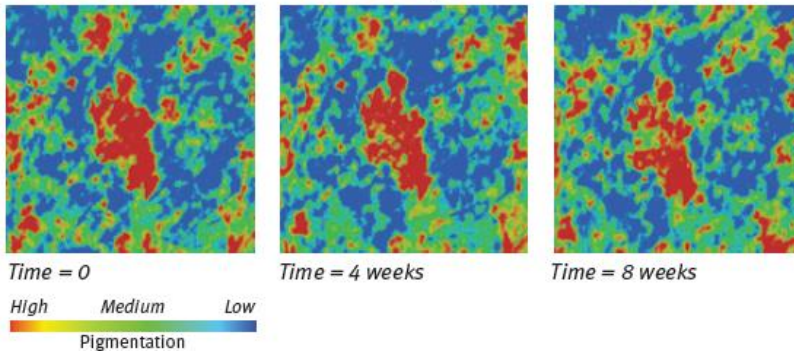 Time = 0
Time = 4 weeks
Time = 8 weeks
High Medium Low
Pigmentation